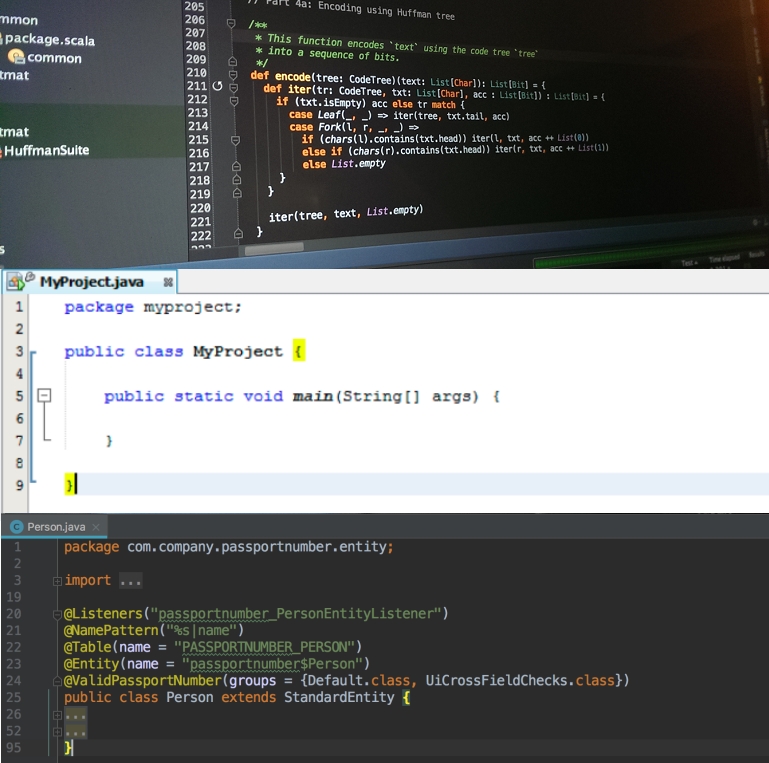 205 // Part 4a: Encoding using Huffman tree
206
207 /**
208 * This function encodes `text` using the code tree `tree`
209 * into a sequence of bits.
210 */
211 def encode(tree: CodeTree)(text: List[Char]): List[Bit] = {
212 def iter(tr: CodeTree, txt: List[Char], acc : List[Bit]) : List[Bit] = {
213 if (txt.isEmpty) acc else tr match {
214 case Leaf(_, _) => iter(tree, txt.tail, acc)
215 case Fork(l, r, _, _) =>
216 if (chars(l).contains(txt.head)) iter(l, txt, acc ++ List(0))
217 else if (chars(r).contains(txt.head)) iter(r, txt, acc ++ List(1))
218 else List.empty
219 }
220 }
221 iter(tree, text, List.empty)
222 }
mmon
package.scala
common
tmat
tmat
HuffmanSuite
s
Test Time elapsed Results
MyProject.java
1 package myproject;
2
3 public class MyProject {
4
5 public static void main(String[] args) {
6
7 }
8
9 }
Person.java
1 package com.company.passportnumber.entity;
2
3 import ...
19
20 @Listeners("passportnumber_PersonEntityListener")
21 @NamePattern("%s|name")
22 @Table(name = "PASSPORTNUMBER_PERSON")
23 @Entity(name = "passportnumber$Person")
24 @ValidPassportNumber(groups = {Default.class, UiCrossFieldChecks.class})
25 public class Person extends StandardEntity {
26 ...
52 ...
95 }